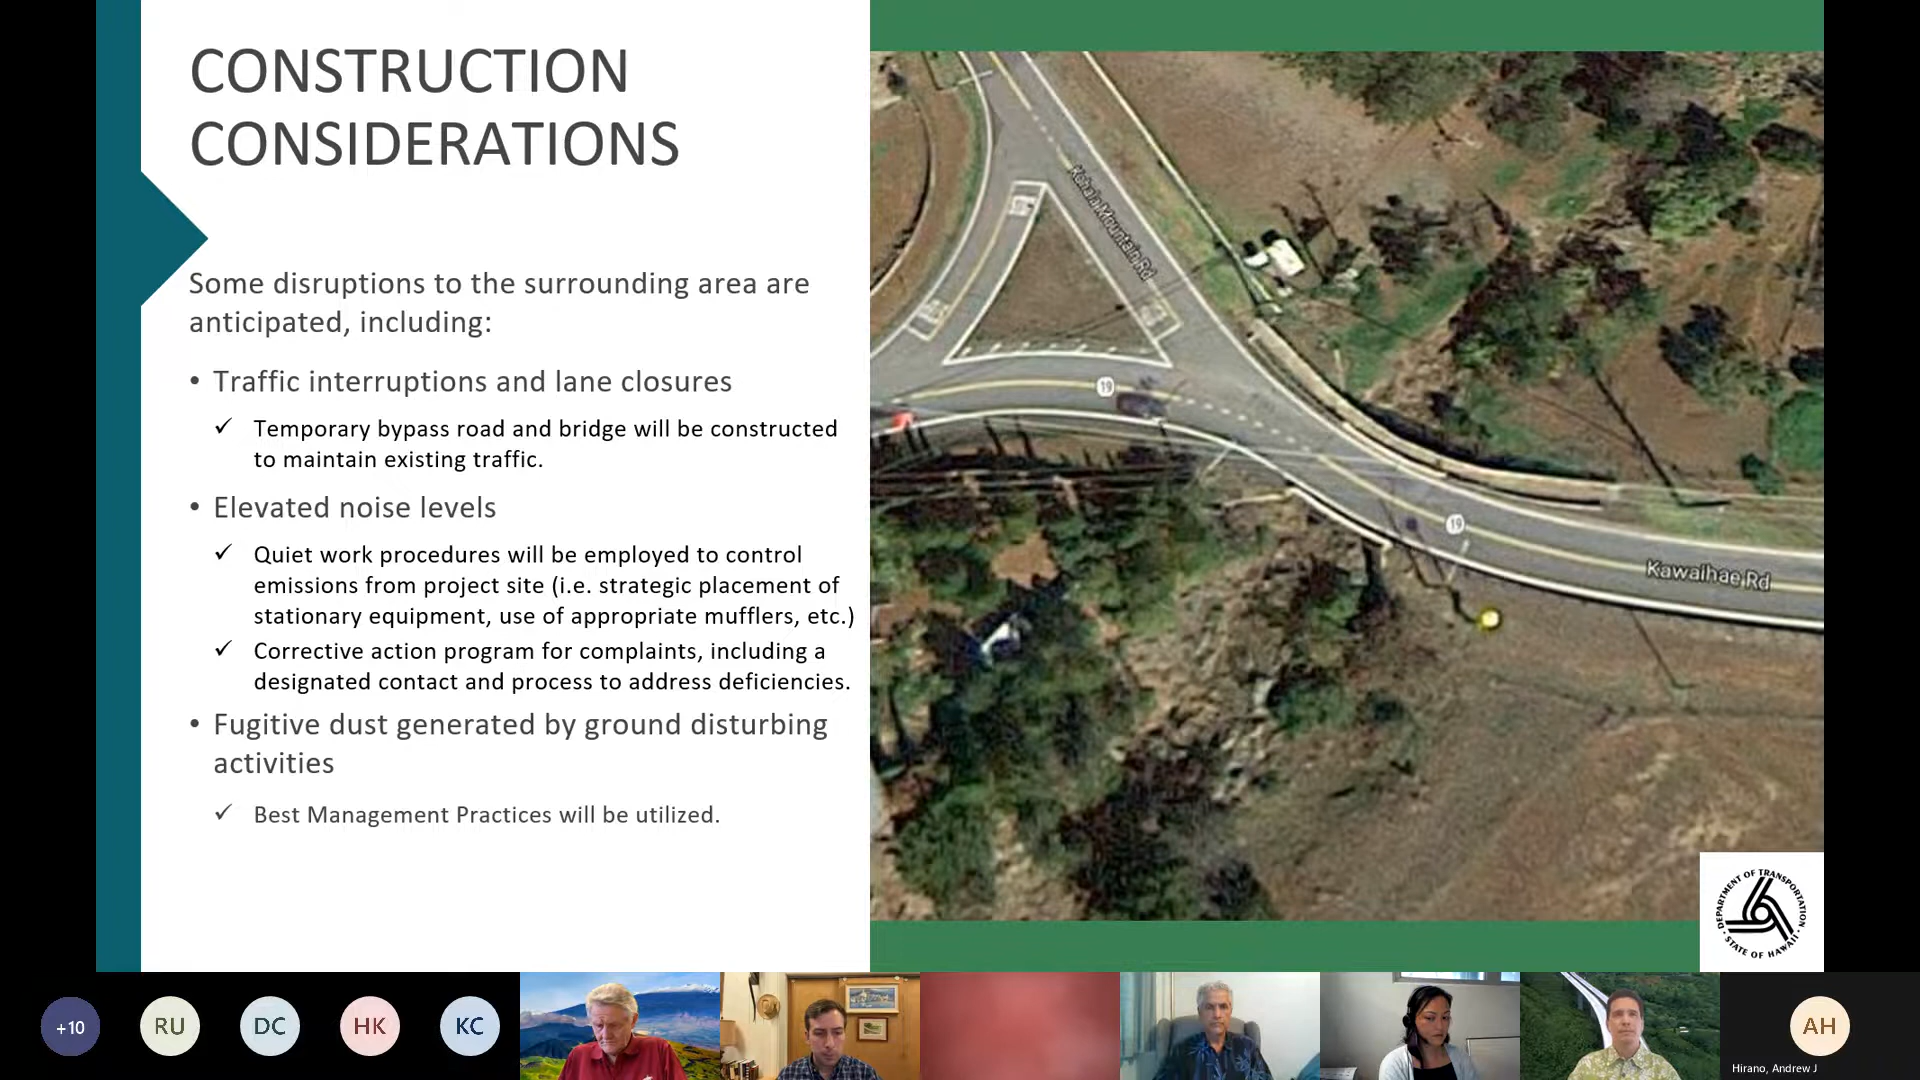 CONSTRUCTION
CONSIDERATIONS
Some disruptions to the surrounding area are
anticipated, including:
• Traffic interruptions and lane closures
✓ Temporary bypass road and bridge will be constructed
to maintain existing traffic.
• Elevated noise levels
✓ Quiet work procedures will be employed to control
emissions from project site (i.e. strategic placement of
stationary equipment, use of appropriate mufflers, etc.)
✓ Corrective action program for complaints, including a
designated contact and process to address deficiencies.
• Fugitive dust generated by ground disturbing
activities
✓ Best Management Practices will be utilized.
Kohala Mountain Rd
19
19
Kawaihae Rd
DEPARTMENT OF TRANSPORTATION
STATE OF HAWAII
+10
RU
DC
HK
KC
AH
Hirano, Andrew J